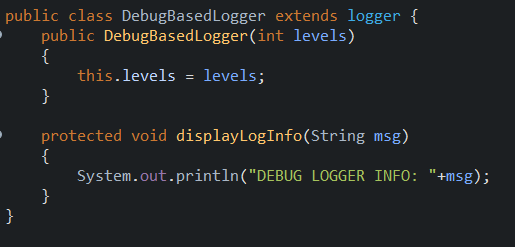 public class DebugBasedLogger extends logger {
    public DebugBasedLogger(int levels)
    {
        this.levels = levels;
    }
    protected void displayLogInfo(String msg)
    {
        System.out.println("DEBUG LOGGER INFO: "+msg);
    }
}